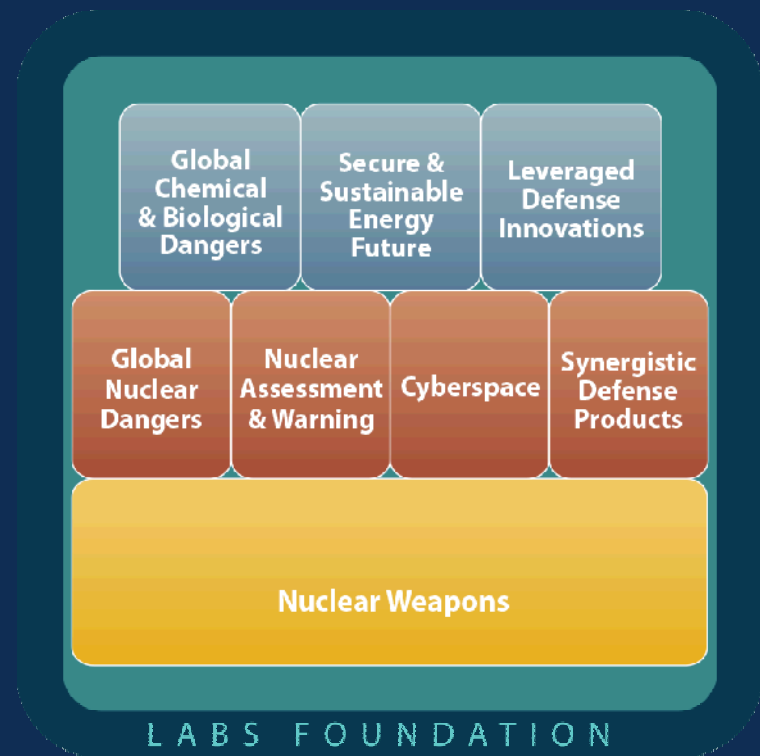 Global
Chemical
& Biological
Dangers
Secure &
Sustainable
Energy
Future
Leveraged
Defense
Innovations
Global
Nuclear
Dangers
Nuclear
Assessment
& Warning
Cyberspace
Synergistic
Defense
Products
Nuclear Weapons
LABS FOUNDATION